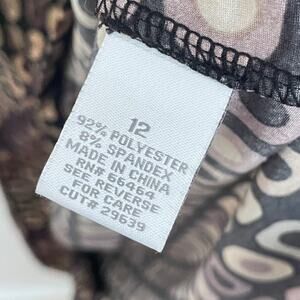 12
92% POLYESTER
8% SPANDEX
MADE IN CHINA
RN# 66464
SEE REVERSE
FOR CARE
CUT# 29639